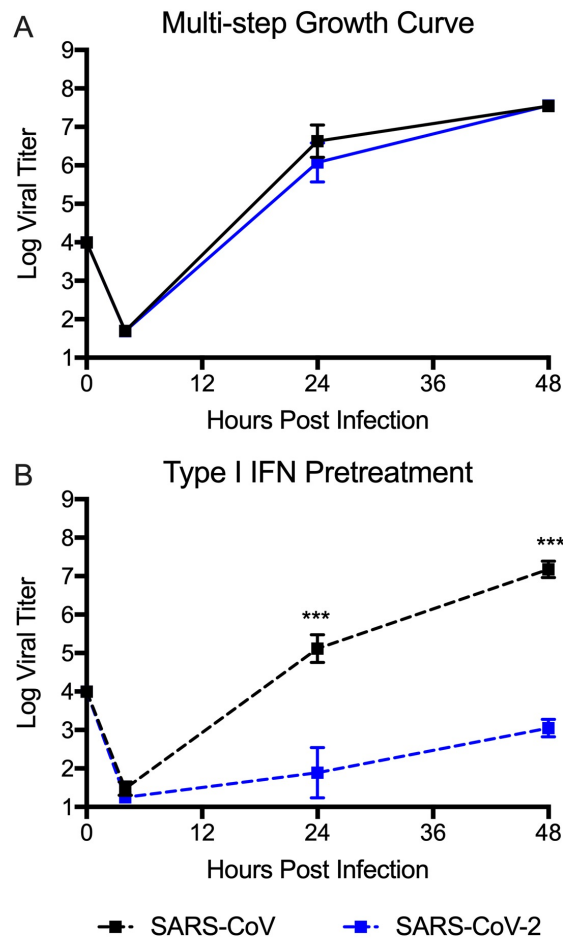 A
Multi-step Growth Curve
9
8
7
6
5
4
3
2
1
Log Viral Titer
0 12 24 36 48
Hours Post Infection
B
Type I IFN Pretreatment
9
8
7
6
5
4
3
2
1
Log Viral Titer
***
***
0 12 24 36 48
Hours Post Infection
SARS-CoV SARS-CoV-2